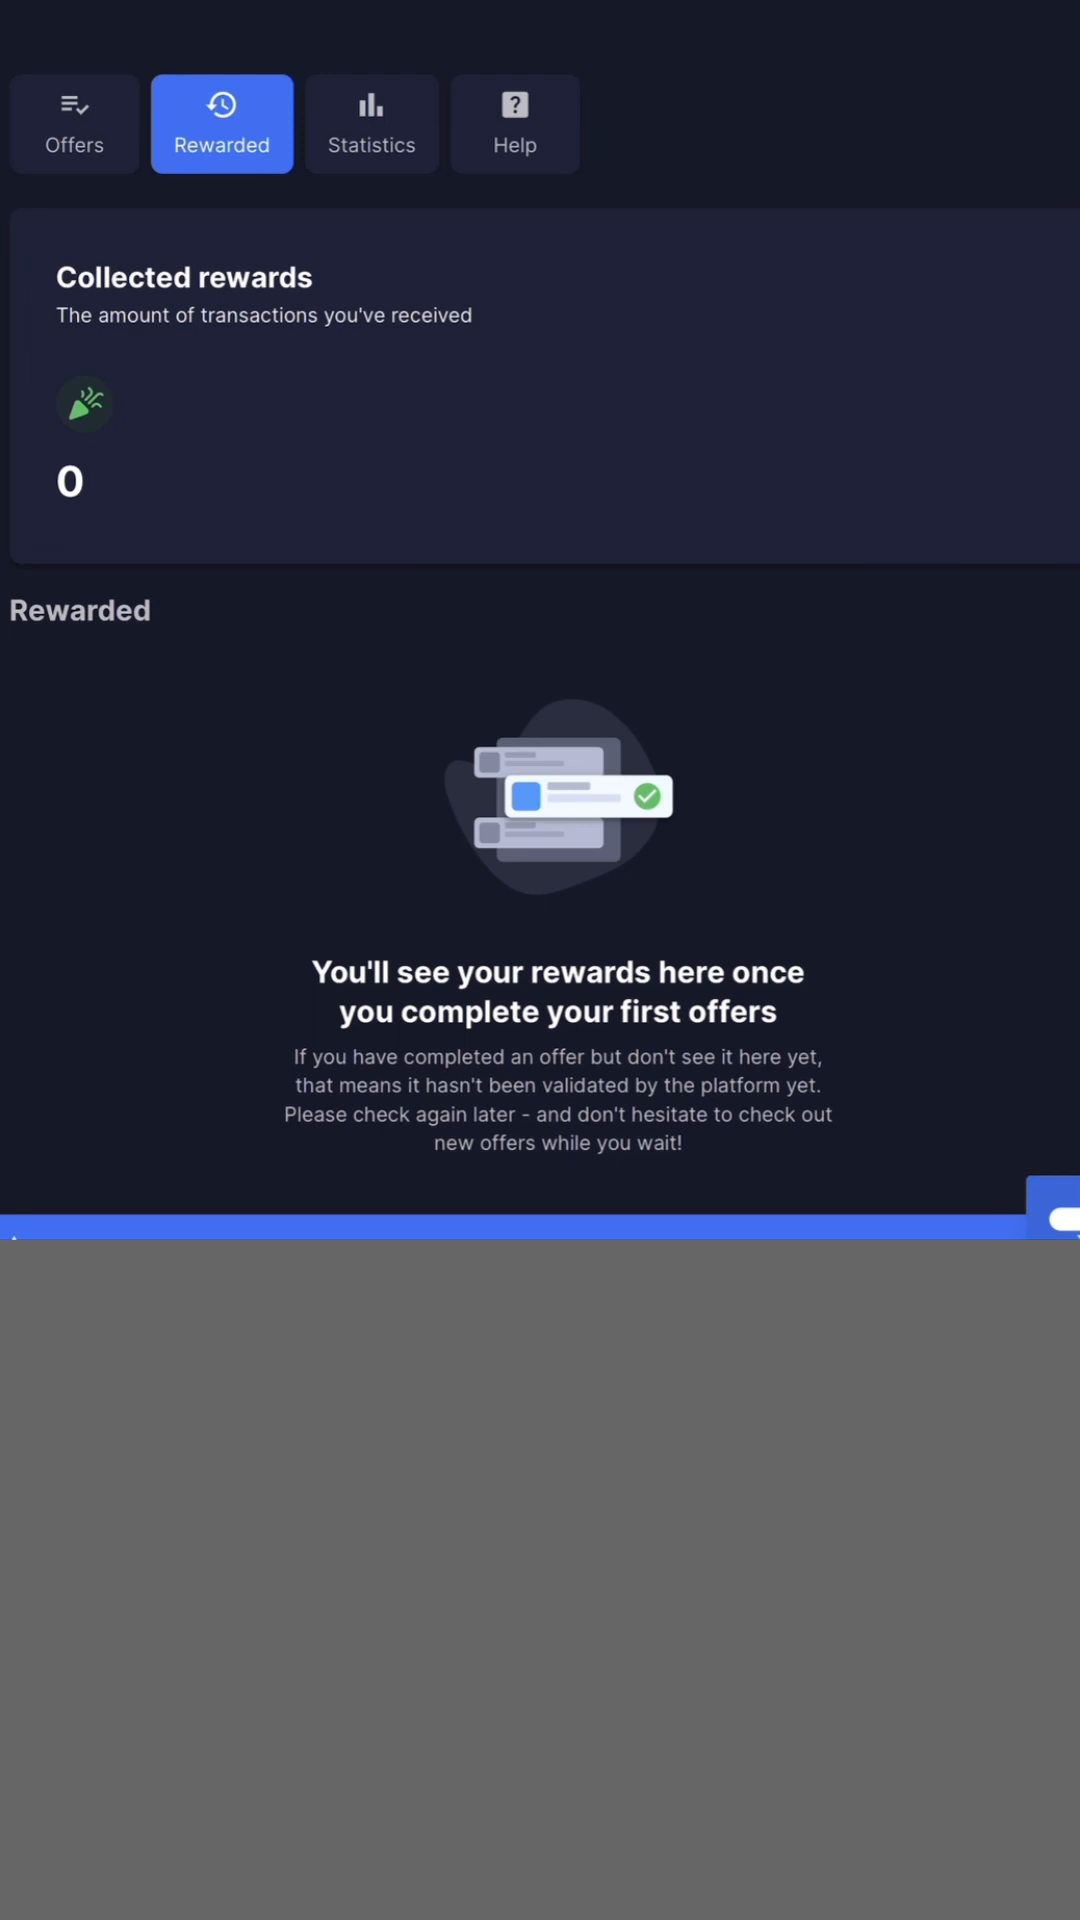 Offers
Rewarded
Statistics
Help
Collected rewards
The amount of transactions you've received
0
Rewarded
You'll see your rewards here once
you complete your first offers
If you have completed an offer but don't see it here yet,
that means it hasn't been validated by the platform yet.
Please check again later - and don't hesitate to check out
new offers while you wait!